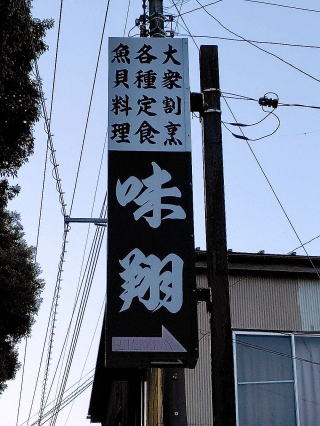 大衆割烹
各種定食
魚貝料理
味翔